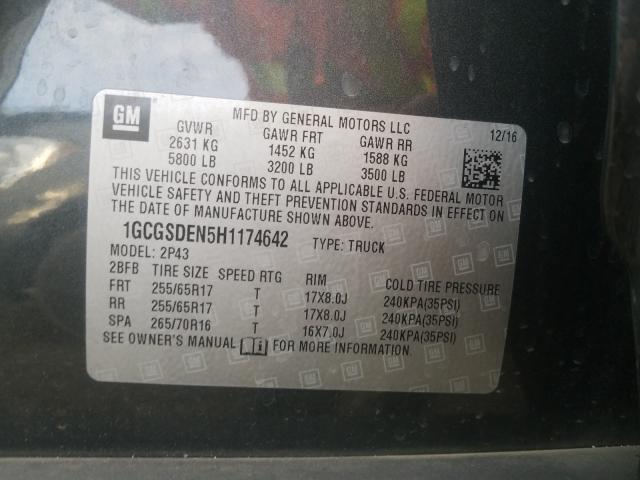 GM
MFD BY GENERAL MOTORS LLC
GVWR GAWR FRT GAWR RR 12/16
2631 KG 1452 KG 1588 KG
5800 LB 3200 LB 3500 LB
THIS VEHICLE CONFORMS TO ALL APPLICABLE U.S. FEDERAL MOTOR
VEHICLE SAFETY AND THEFT PREVENTION STANDARDS IN EFFECT ON
THE DATE OF MANUFACTURE SHOWN ABOVE.
1GCGSDEN5H1174642 TYPE: TRUCK
MODEL: 2P43
2BFB TIRE SIZE SPEED RTG RIM COLD TIRE PRESSURE
FRT 255/65R17 T 17X8.0J 240KPA(35PSI)
RR 255/65R17 T 17X8.0J 240KPA(35PSI)
SPA 265/70R16 T 16X7.0J 240KPA(35PSI)
SEE OWNER'S MANUAL FOR MORE INFORMATION.